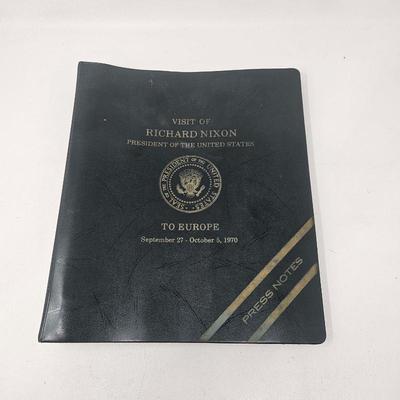 VISIT OF
RICHARD NIXON
PRESIDENT OF THE UNITED STATES
SEAL OF THE PRESIDENT OF THE UNITED STATES
TO EUROPE
September 27 - October 5, 1970
PRESS NOTES